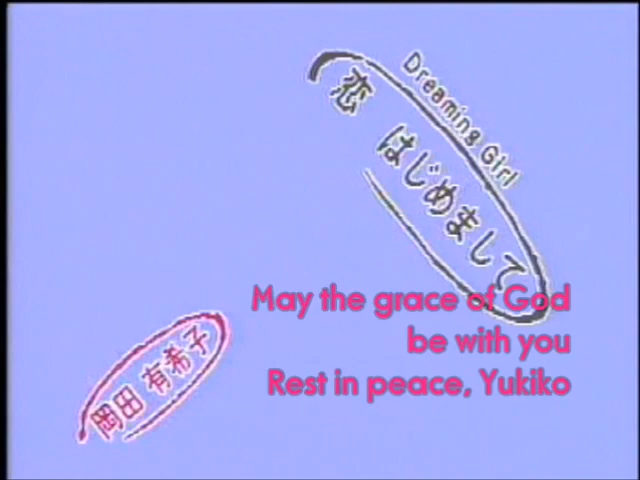 Dreaming Girl
恋 はじめまして
May the grace of God
be with you
Rest in peace, Yukiko
岡田 有希子